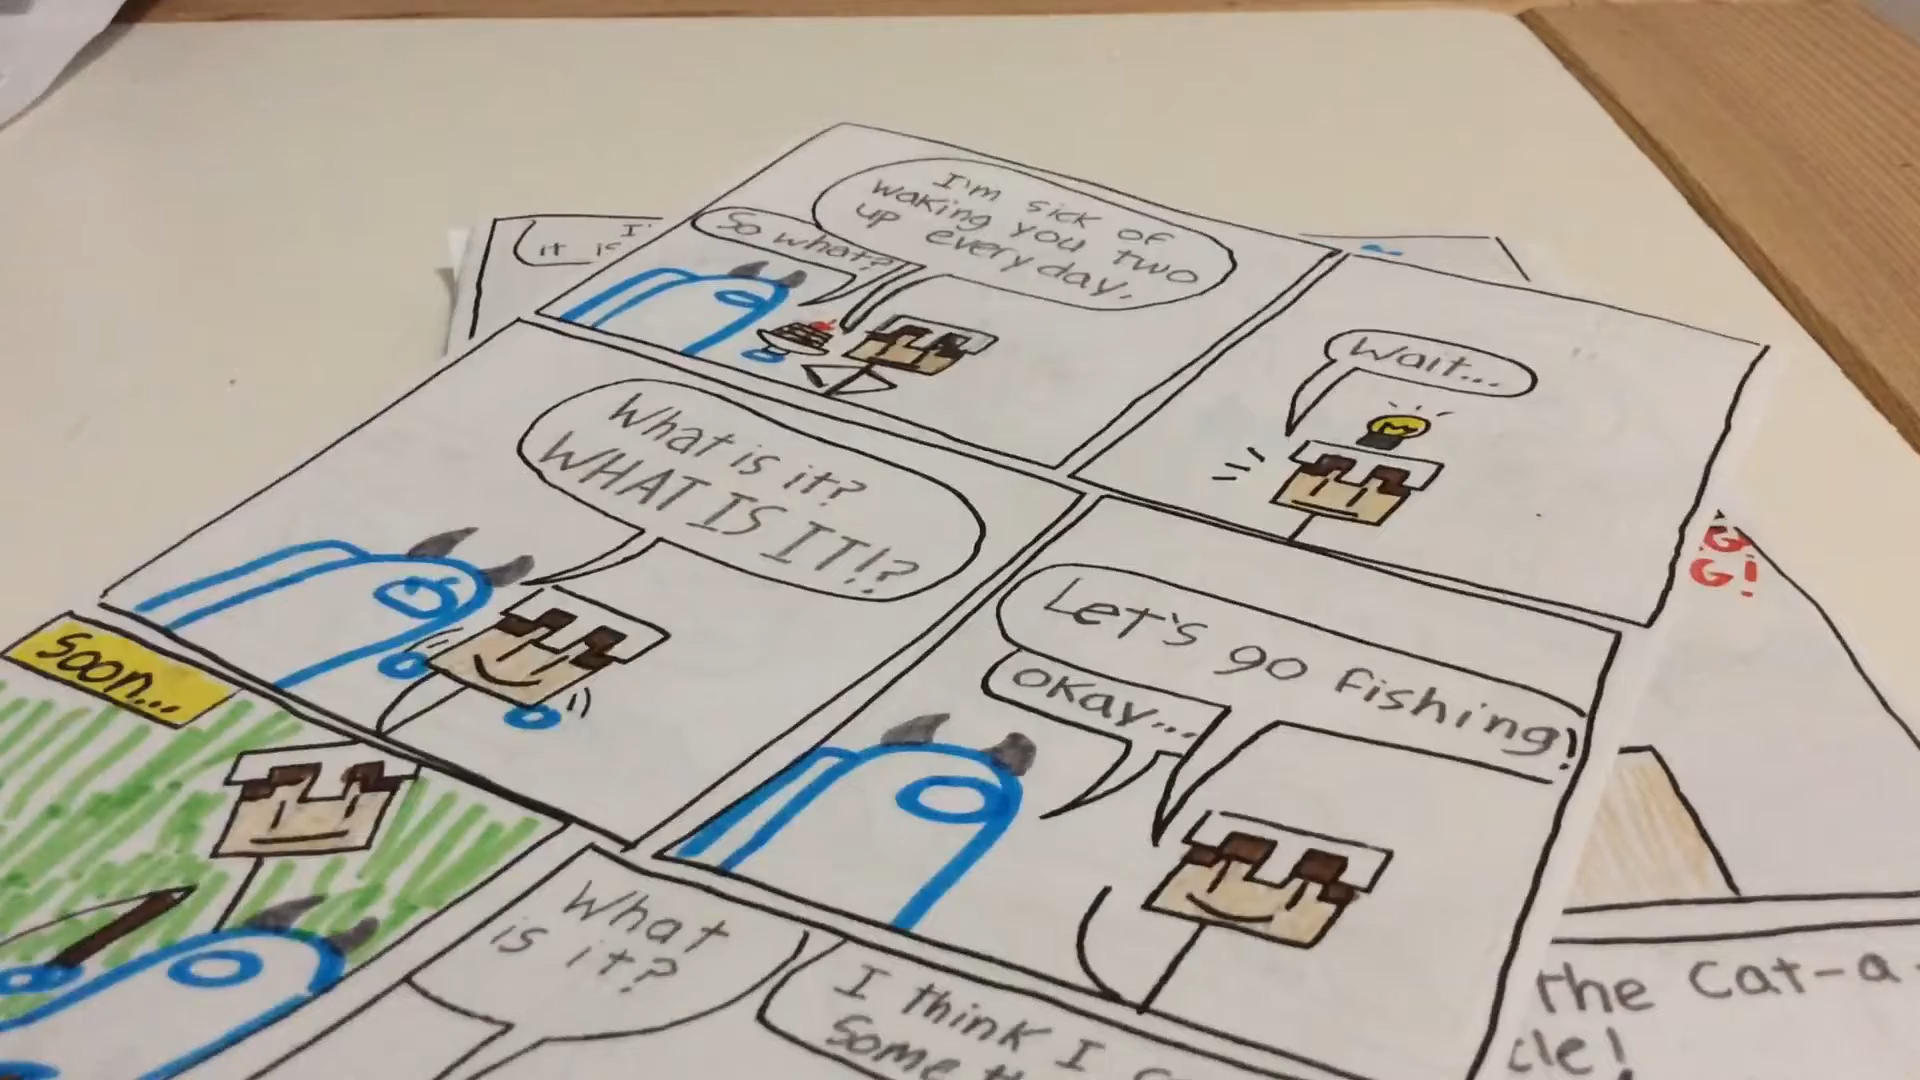 I'm sick of
waking you two
up every day.
So what?
Wait...
What is it?
WHAT IS IT!?
Let's go fishing!
okay...
soon...
What
is it?
I think I
some
the Cat-a-
G!
G!